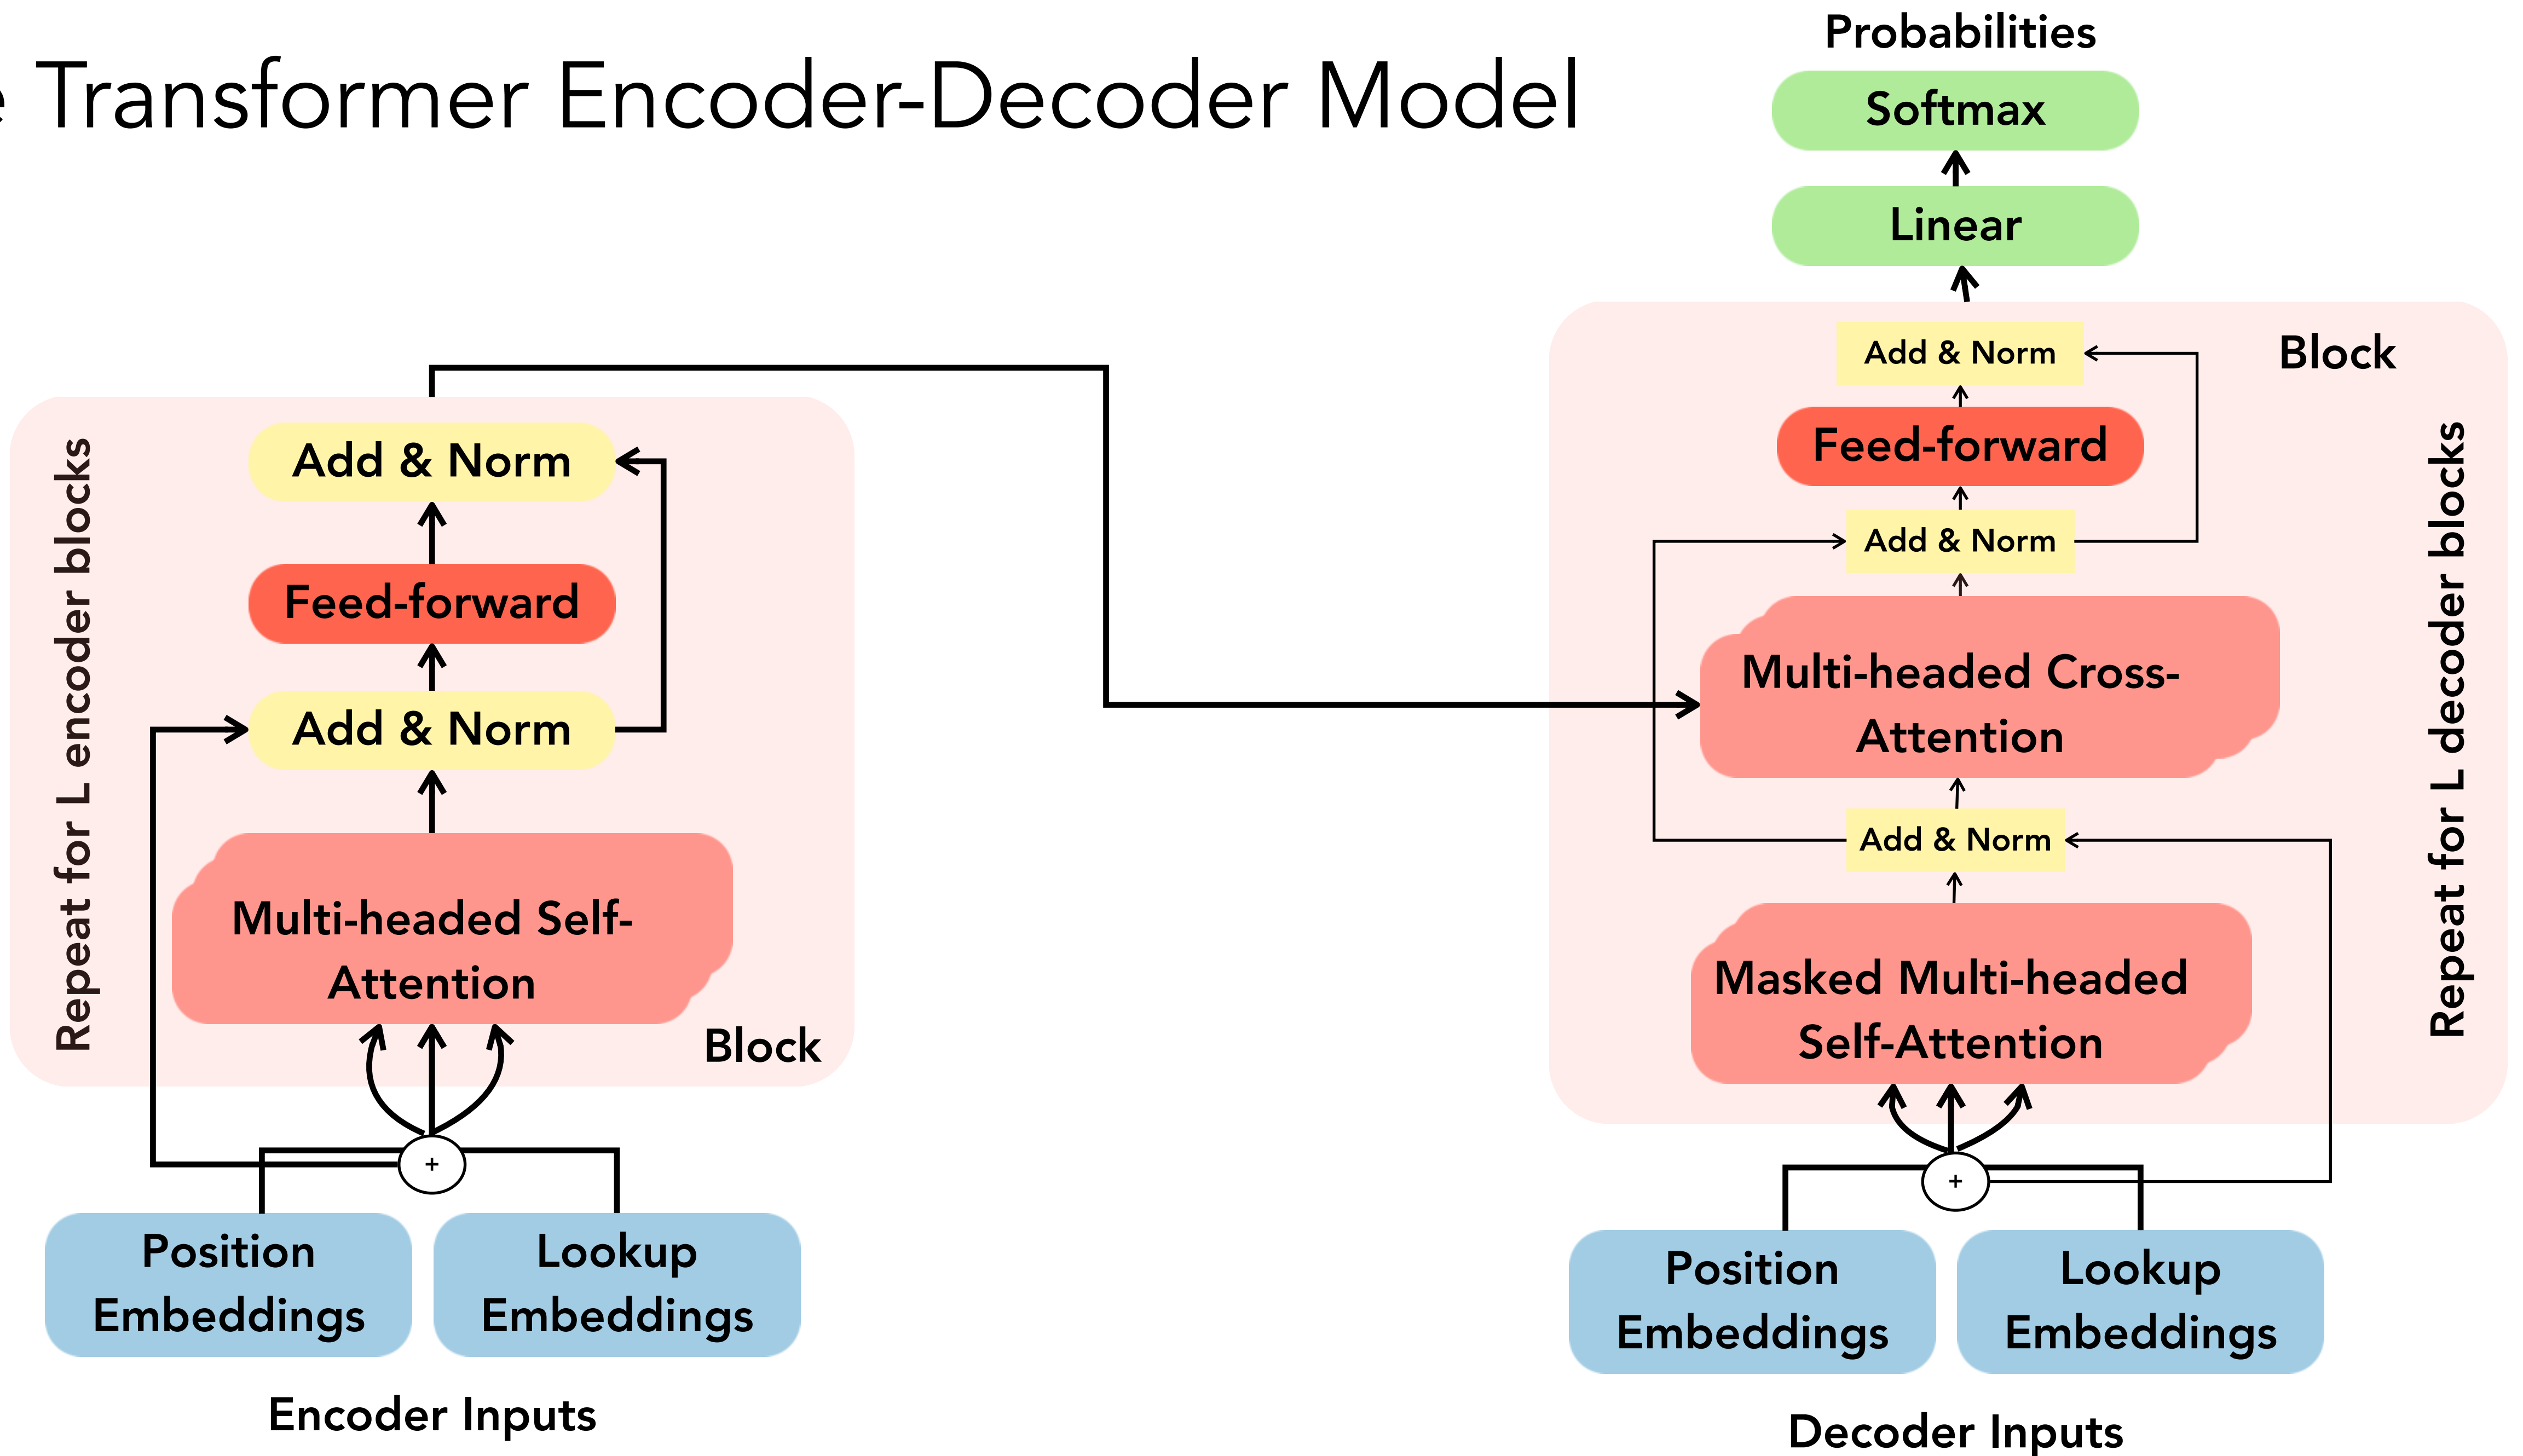 e Transformer Encoder-Decoder Model
Repeat for L encoder blocks
Add & Norm
Feed-forward
Add & Norm
Multi-headed Self-
Attention
Block
+
Position
Embeddings
Lookup
Embeddings
Encoder Inputs
Probabilities
Softmax
Linear
Block
Add & Norm
Feed-forward
Add & Norm
Multi-headed Cross-
Attention
Add & Norm
Masked Multi-headed
Self-Attention
Repeat for L decoder blocks
+
Position
Embeddings
Lookup
Embeddings
Decoder Inputs